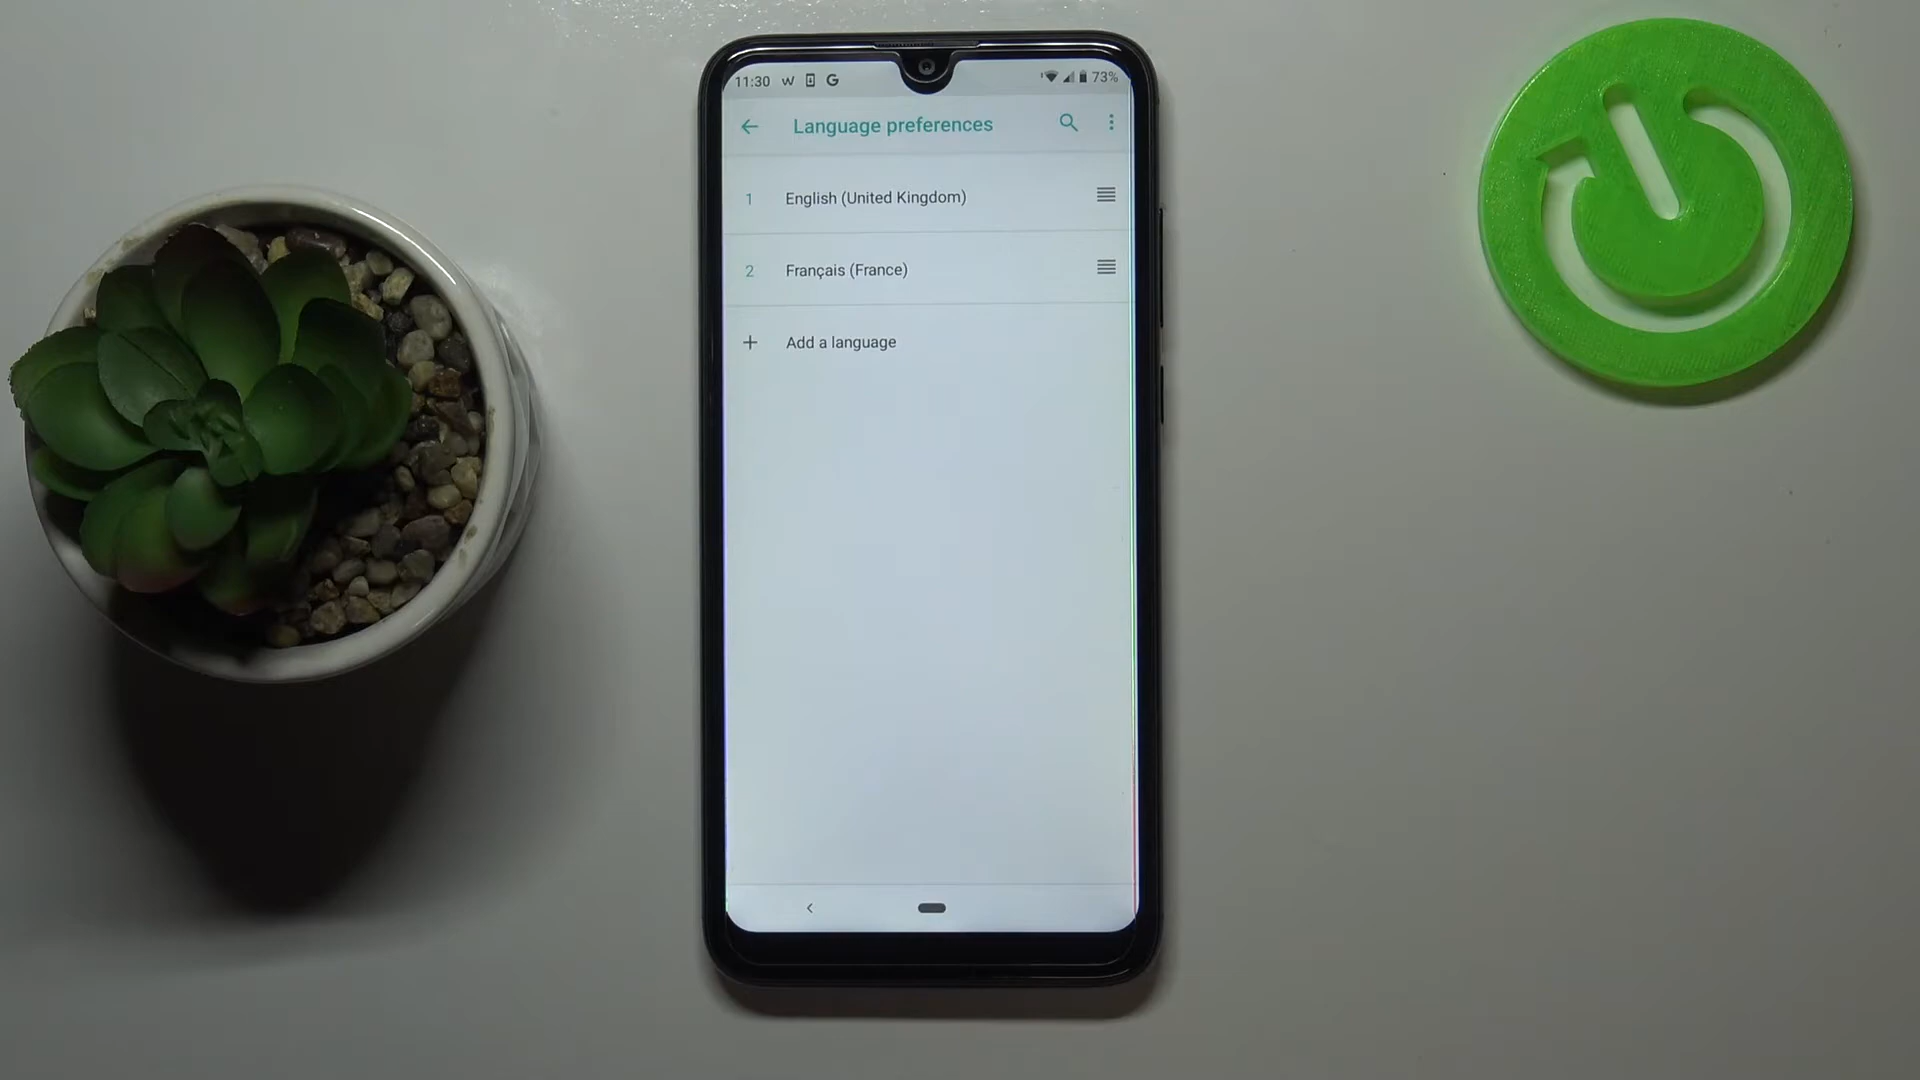 11:30 W G 73%
Language preferences
1 English (United Kingdom)
2 Français (France)
+ Add a language